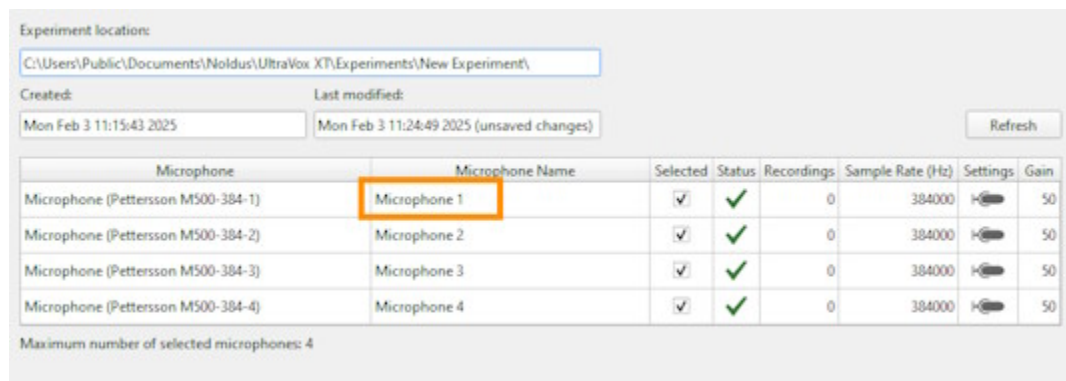 Experiment location:
C:\Users\Public\Documents\Noldus\UltraVox XT\Experiments\New Experiment\
Created: Last modified:
Mon Feb 3 11:15:43 2025 Mon Feb 3 11:24:49 2025 (unsaved changes) Refresh
Microphone Microphone Name Selected Status Recordings Sample Rate (Hz) Settings Gain
Microphone (Pettersson M500-384-1) Microphone 1 0 384000 50
Microphone (Pettersson M500-384-2) Microphone 2 0 384000 50
Microphone (Pettersson M500-384-3) Microphone 3 0 384000 50
Microphone (Pettersson M500-384-4) Microphone 4 0 384000 50
Maximum number of selected microphones: 4